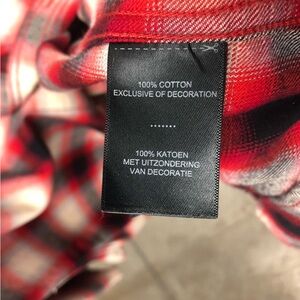 100% COTTON
EXCLUSIVE OF DECORATION
.......
100% KATOEN
MET UITZONDERING
VAN DECORATIE